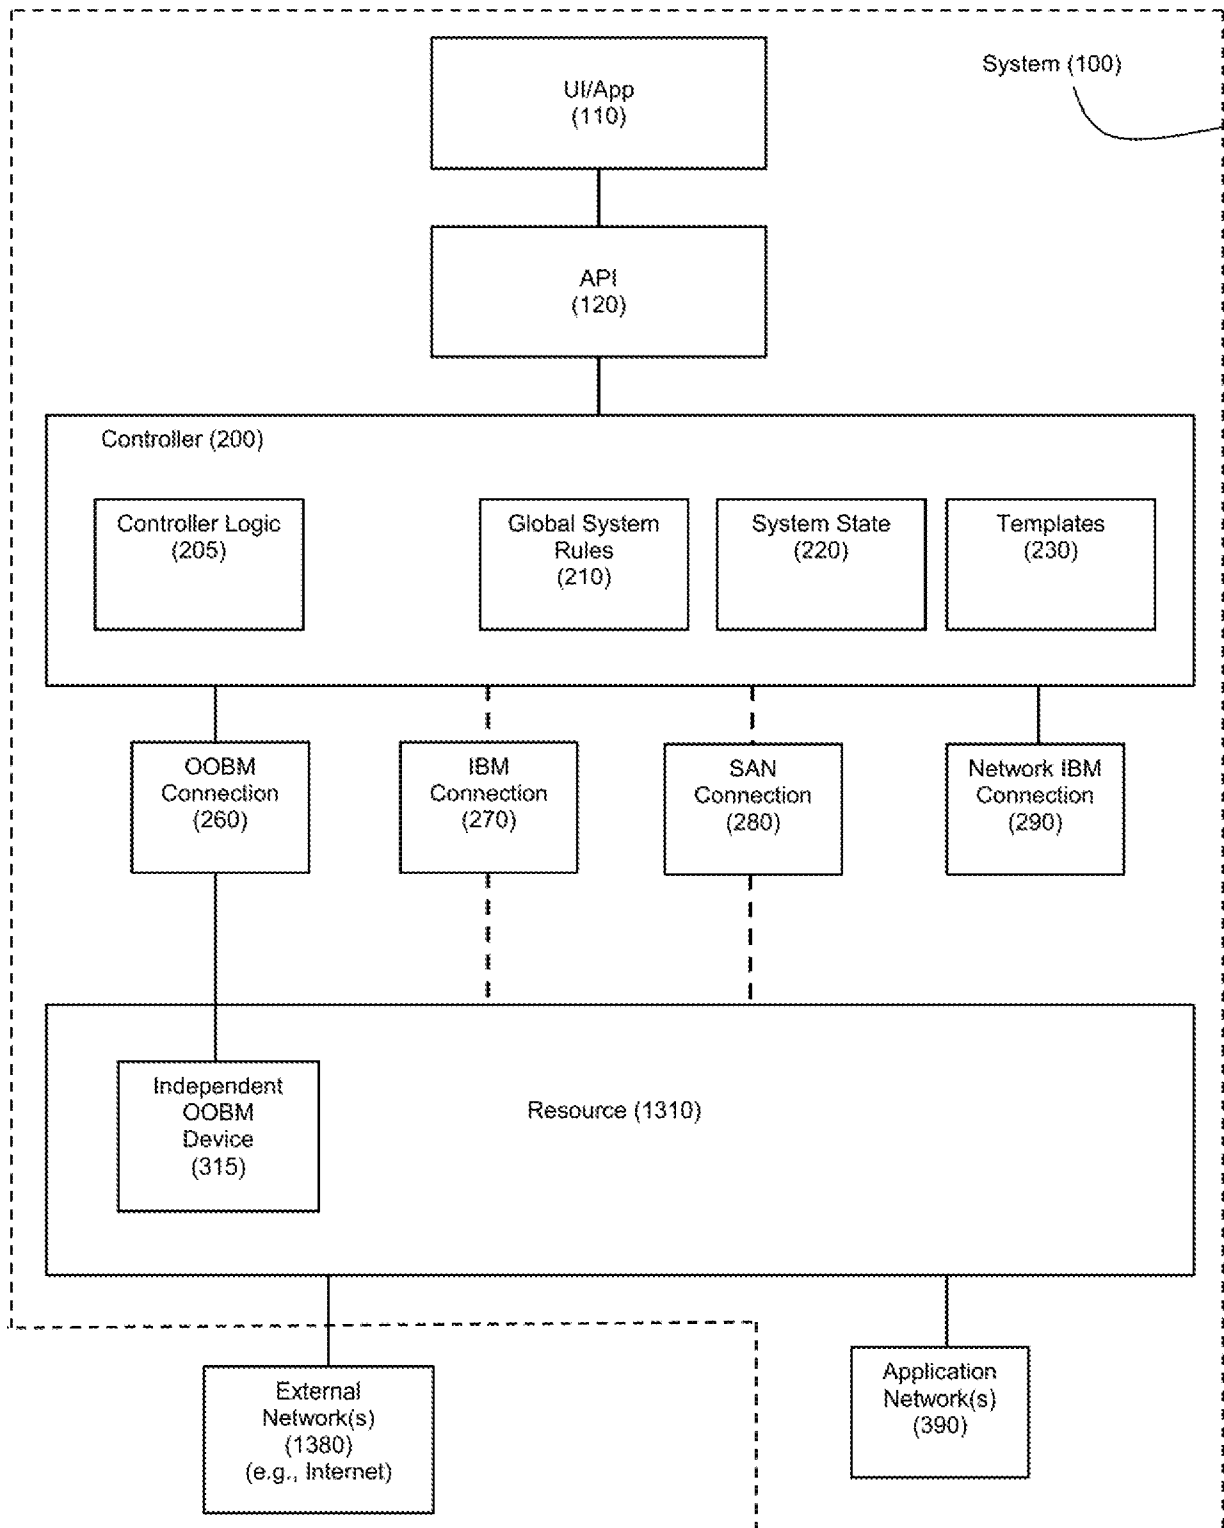 System (100)
UI/App
(110)
API
(120)
Controller (200)
Controller Logic
(205)
Global System
Rules
(210)
System State
(220)
Templates
(230)
OOBM
Connection
(260)
IBM
Connection
(270)
SAN
Connection
(280)
Network IBM
Connection
(290)
Independent
OOBM
Device
(315)
Resource (1310)
External
Network(s)
(1380)
(e.g., Internet)
Application
Network(s)
(390)